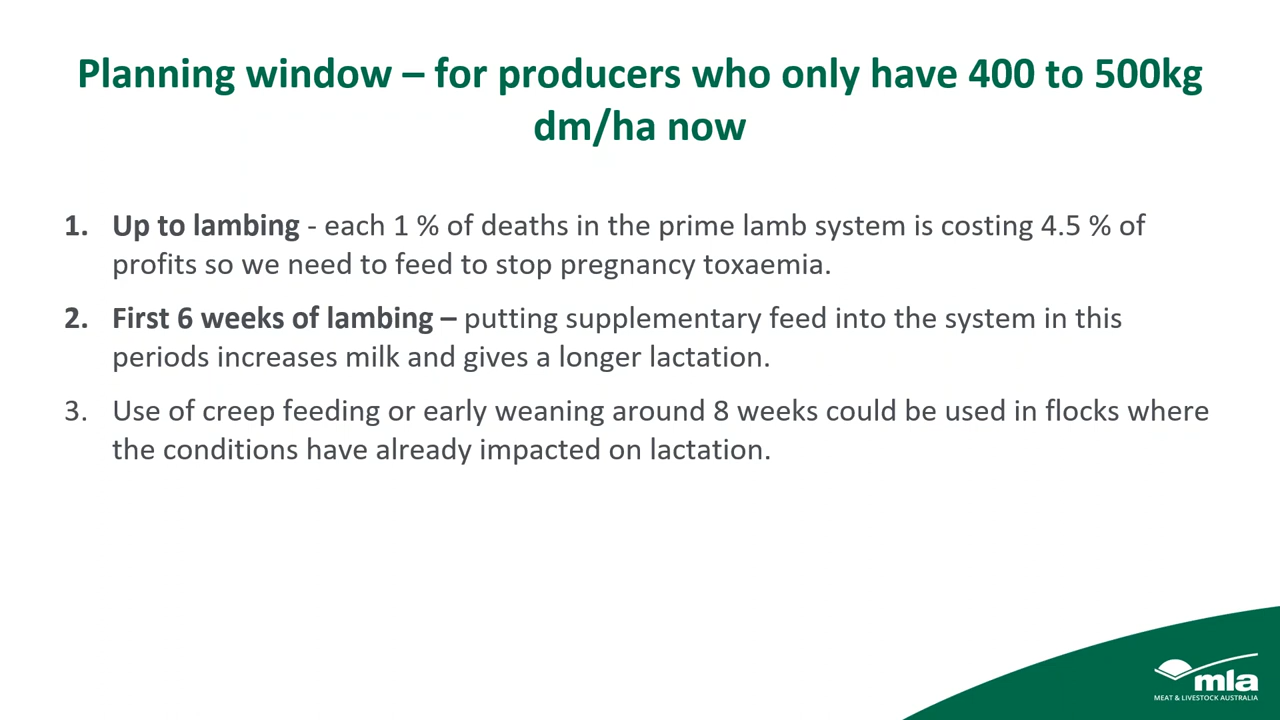 Planning window – for producers who only have 400 to 500kg
dm/ha now
1. Up to lambing - each 1 % of deaths in the prime lamb system is costing 4.5 % of
profits so we need to feed to stop pregnancy toxaemia.
2. First 6 weeks of lambing – putting supplementary feed into the system in this
periods increases milk and gives a longer lactation.
3. Use of creep feeding or early weaning around 8 weeks could be used in flocks where
the conditions have already impacted on lactation.
mla
MEAT & LIVESTOCK AUSTRALIA